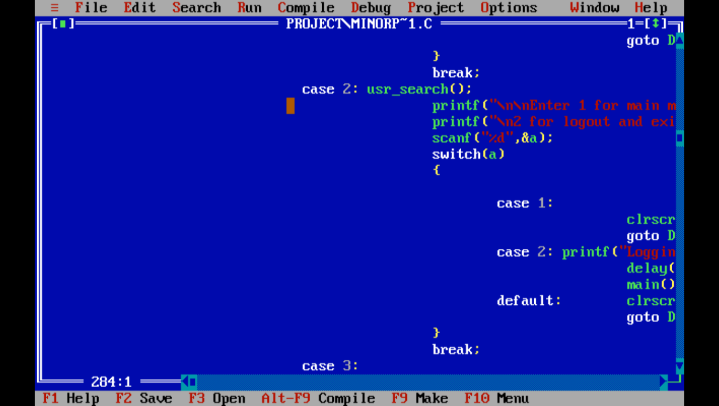 ≡ File Edit Search Run Compile Debug Project Options Window Help
PROJECT\MINORP~1.C 1=[↕]
goto D
}
break;
case 2: usr_search();
printf("\n\nEnter 1 for main m
printf("\n2 for logout and exi
scanf("%d",&a);
switch(a)
{
case 1:
clrscr
goto D
case 2: printf("Loggin
delay(
main()
default: clrscr
goto D
}
break;
case 3:
284:1
F1 Help F2 Save F3 Open Alt-F9 Compile F9 Make F10 Menu